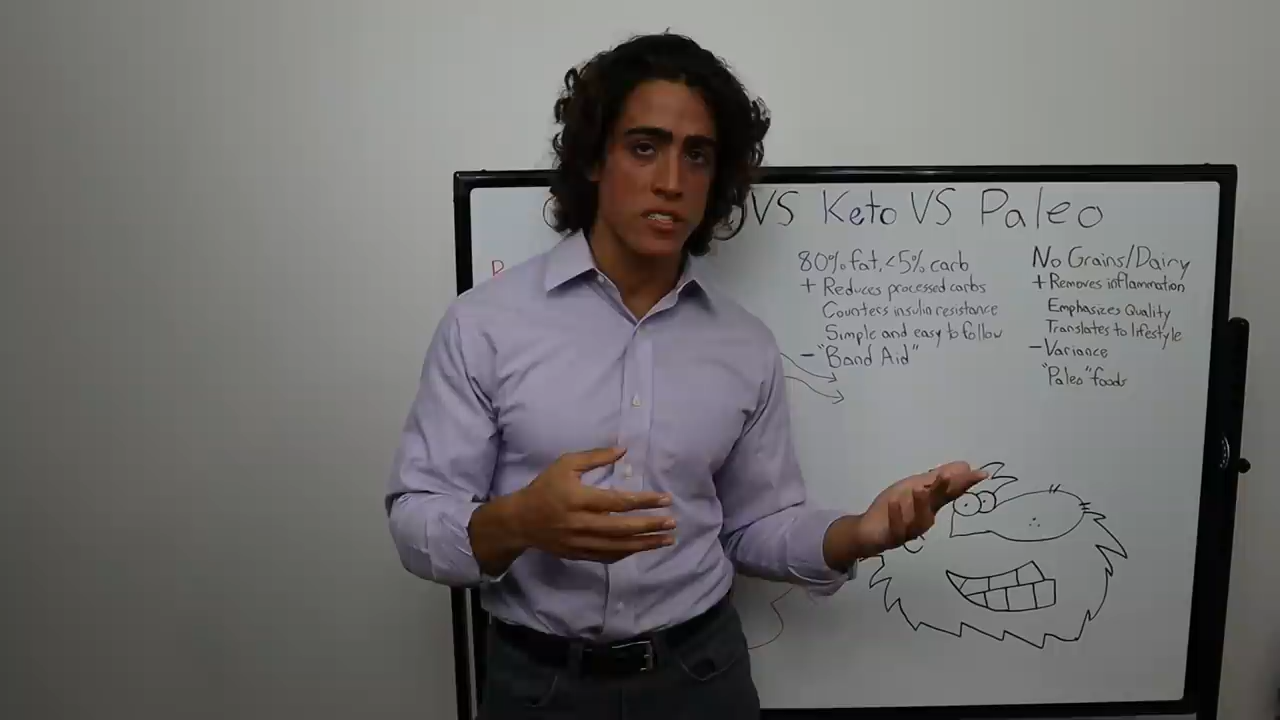 VS Keto VS Paleo
80% fat, <5% carb
+ Reduces processed carbs
Counters insulin resistance
Simple and easy to follow
- "Band Aid"
No Grains/Dairy
+ Removes inflammation
Emphasizes Quality
Translates to lifestyle
- Variance
"Paleo" foods